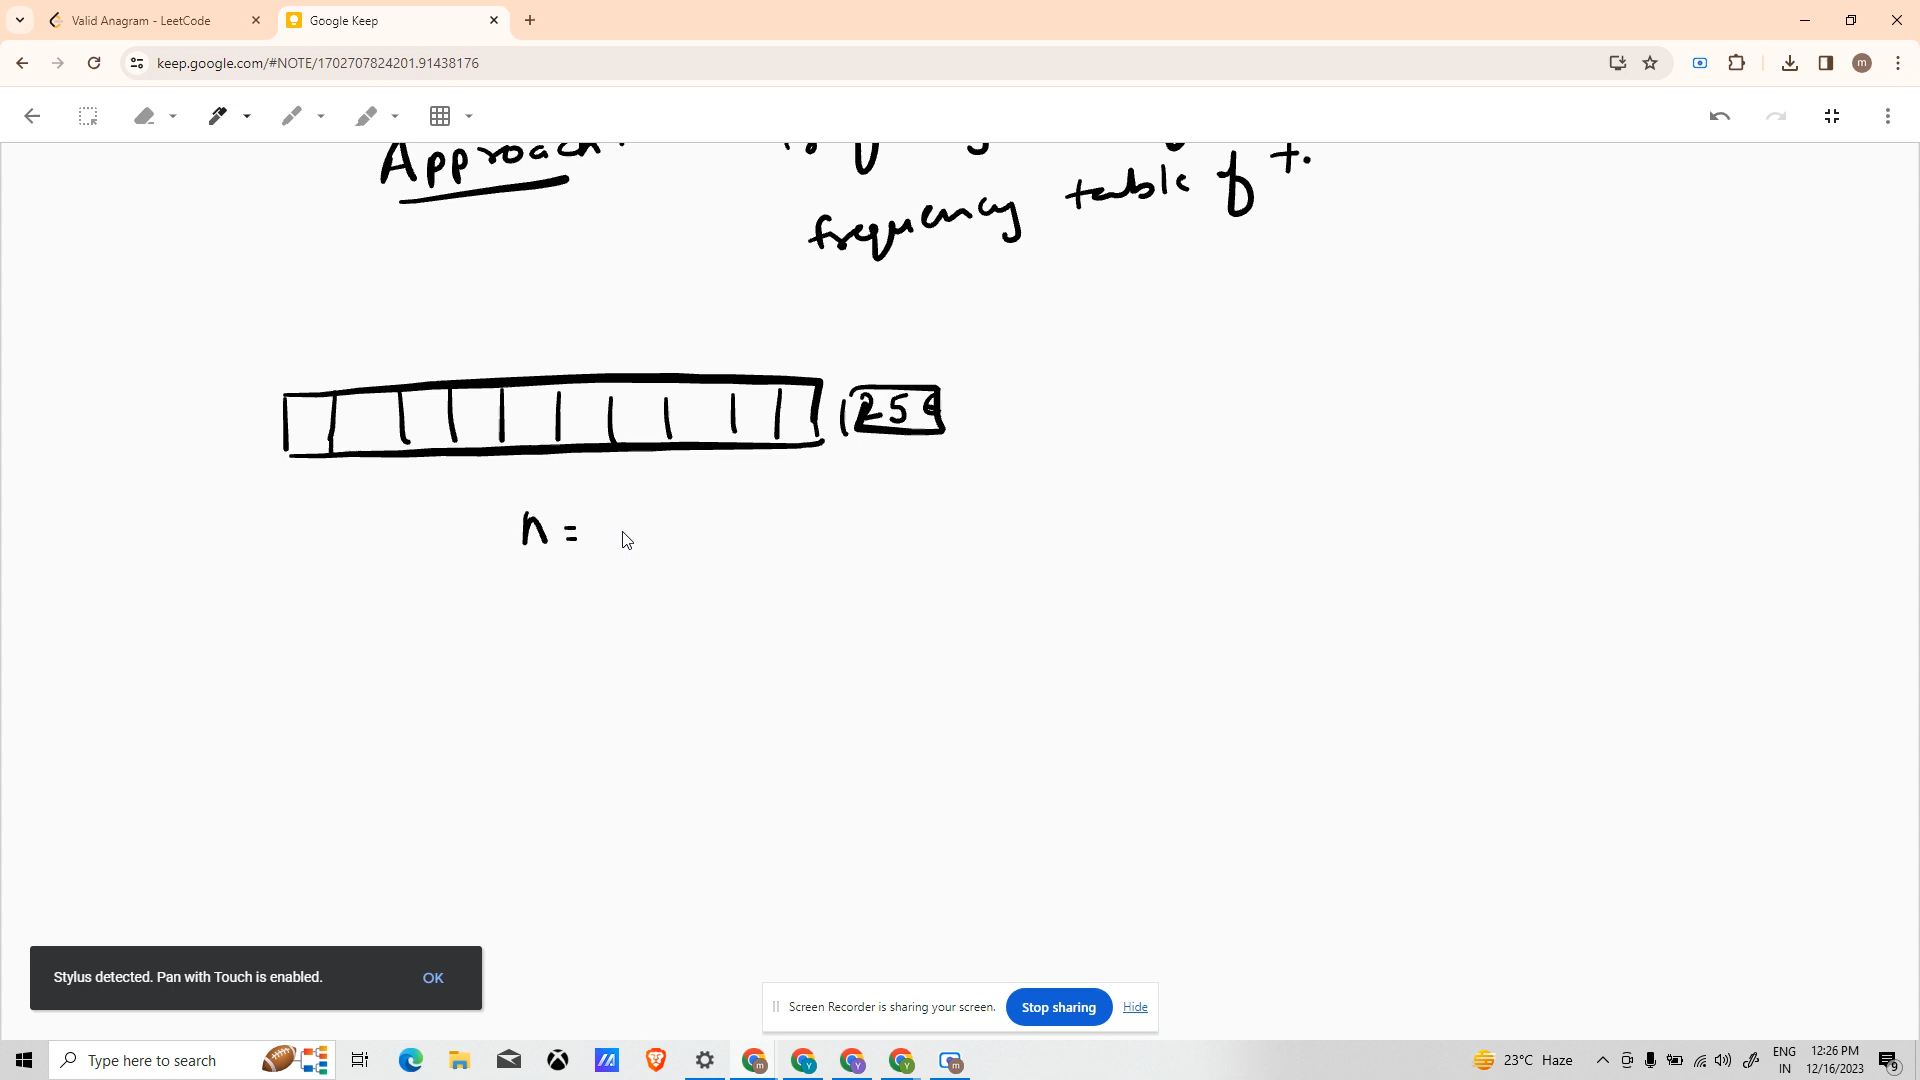 Valid Anagram - LeetCode
Google Keep
keep.google.com/#NOTE/1702707824201.91438176
m
Approach:
t.
frequency table of
256
n =
Stylus detected. Pan with Touch is enabled. OK
Screen Recorder is sharing your screen. Stop sharing Hide
Type here to search
23°C Haze
ENG
IN
12:26 PM
12/16/2023
9